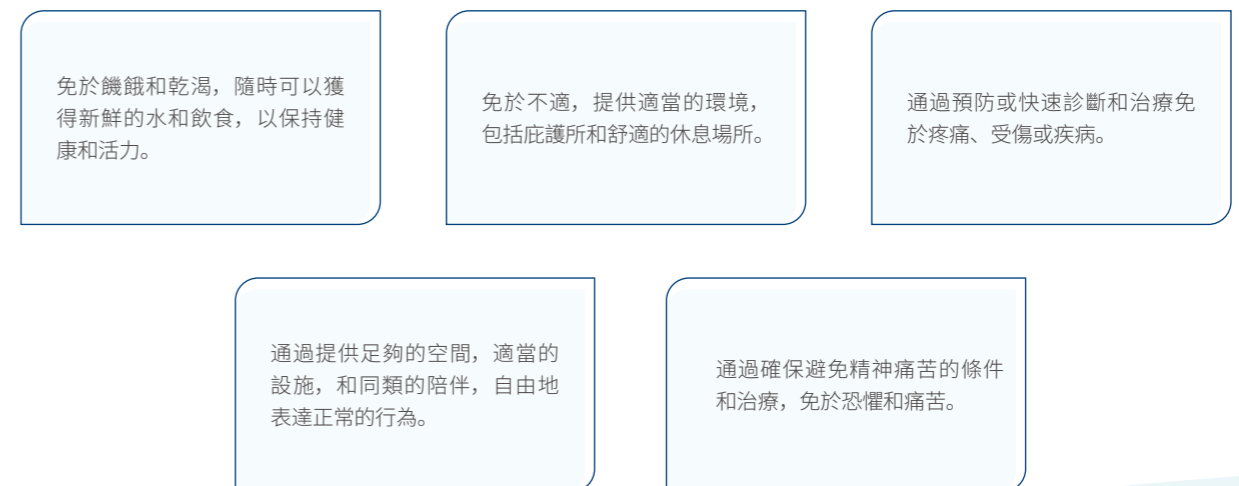 免於饑餓和乾渴，隨時可以獲
得新鮮的水和飲食，以保持健
康和活力。
免於不適，提供適當的環境，
包括庇護所和舒適的休息場所。
通過預防或快速診斷和治療免
於疼痛、受傷或疾病。
通過提供足夠的空間，適當的
設施，和同類的陪伴，自由地
表達正常的行為。
通過確保避免精神痛苦的條件
和治療，免於恐懼和痛苦。